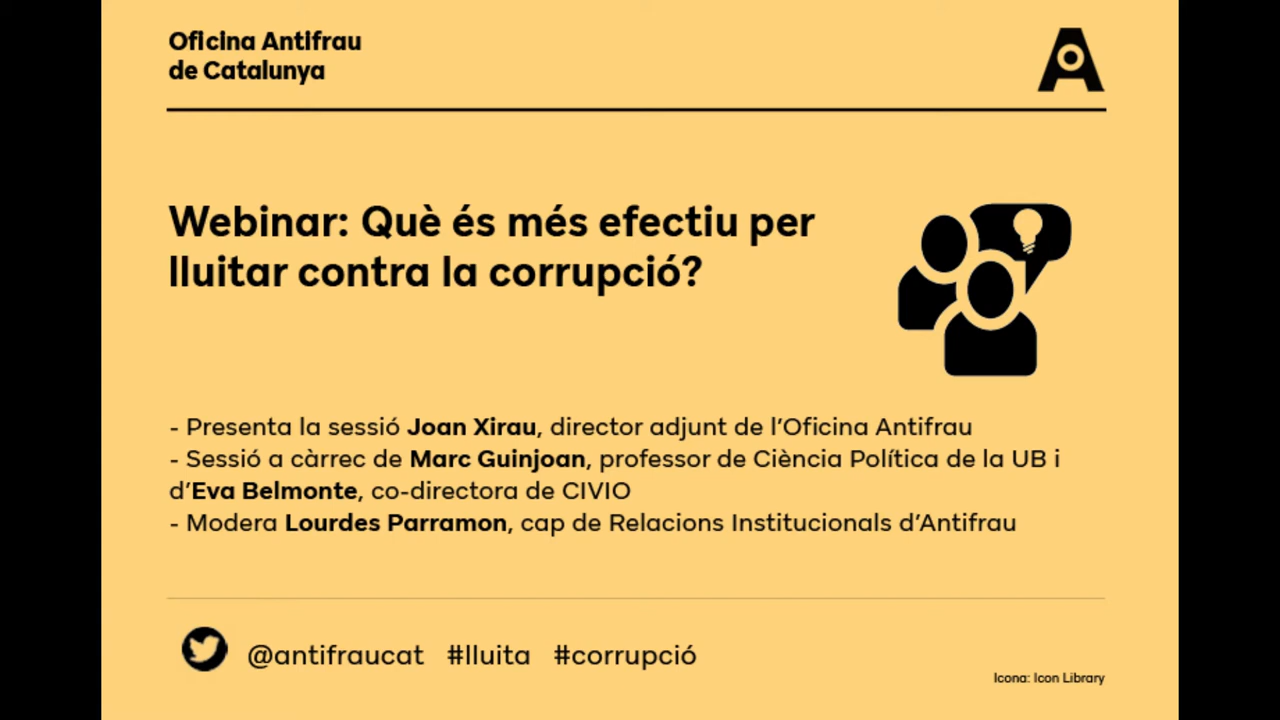 Oficina Antifrau
de Catalunya
Webinar: Què és més efectiu per
lluitar contra la corrupció?
- Presenta la sessió Joan Xirau, director adjunt de l’Oficina Antifrau
- Sessió a càrrec de Marc Guinjoan, professor de Ciència Política de la UB i
d’Eva Belmonte, co-directora de CIVIO
- Modera Lourdes Parramon, cap de Relacions Institucionals d’Antifrau
@antifraucat #lluita #corrupció
Icona: Icon Library